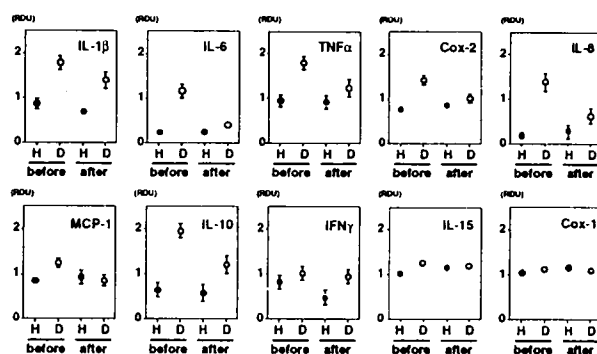 (RDU) (RDU) (RDU) (RDU) (RDU)
IL-1β IL-6 TNFα Cox-2 IL-8
2 2 2 2 2
1 1 1 1 1
0 0 0 0 0
H D H D H D H D H D H D H D H D H D H D
before after before after before after before after before after
(RDU) (RDU) (RDU) (RDU) (RDU)
MCP-1 IL-10 IFNγ IL-15 Cox-1
2 2 2 2 2
1 1 1 1 1
0 0 0 0 0
H D H D H D H D H D H D H D H D H D H D
before after before after before after before after before after